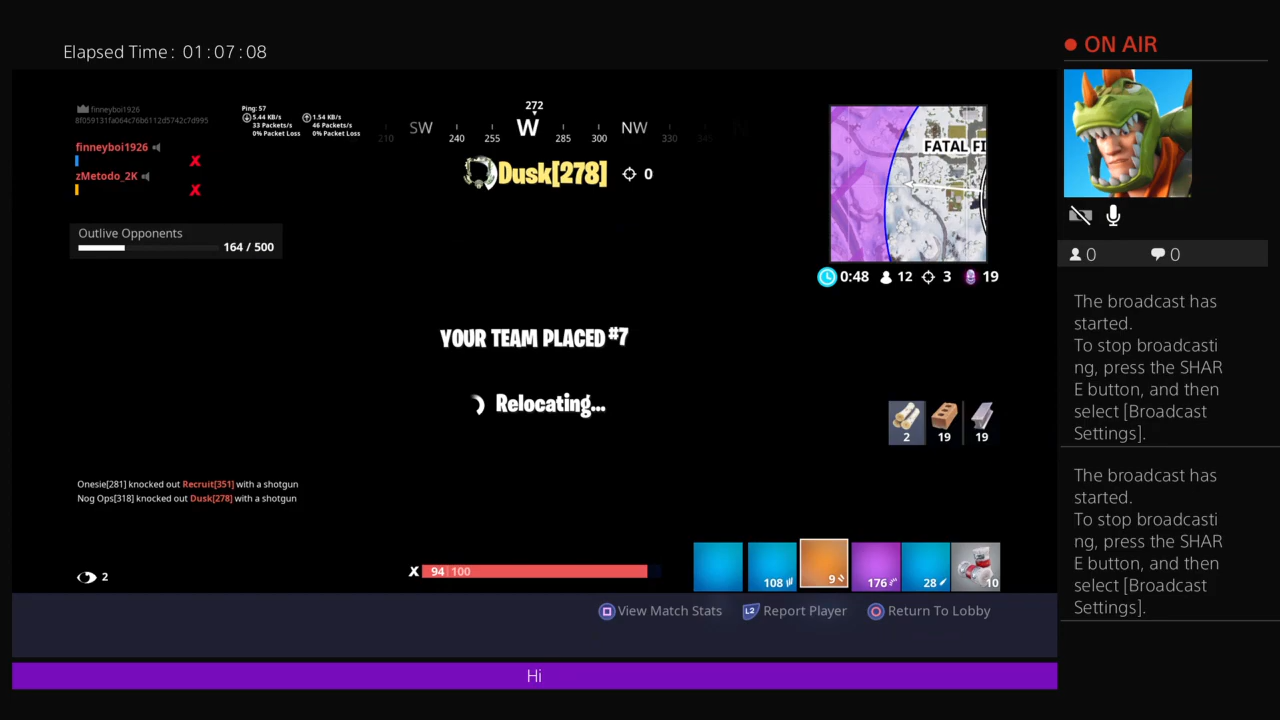 Elapsed Time: 01:07:08
ON AIR
finneyboi1926
8f059131fa064c76b6112d5742c7d995
Ping: 57
5.44 KB/s 1.54 KB/s
33 Packets/s 46 Packets/s
0% Packet Loss 0% Packet Loss
272
SW W NW
210 240 255 285 300 330 345
finneyboi1926
zMetodo_2K
Dusk[278] 0
FATAL FI
Outlive Opponents
164 / 500
0:48 12 3 19
0 0
YOUR TEAM PLACED #7
Relocating...
2 19 19
Onesie[281] knocked out Recruit[351] with a shotgun
Nog Ops[318] knocked out Dusk[278] with a shotgun
2
X 94 100
108 9 176 28 10
View Match Stats L2 Report Player Return To Lobby
Hi
The broadcast has
started.
To stop broadcasti
ng, press the SHAR
E button, and then
select [Broadcast
Settings].
The broadcast has
started.
To stop broadcasti
ng, press the SHAR
E button, and then
select [Broadcast
Settings].